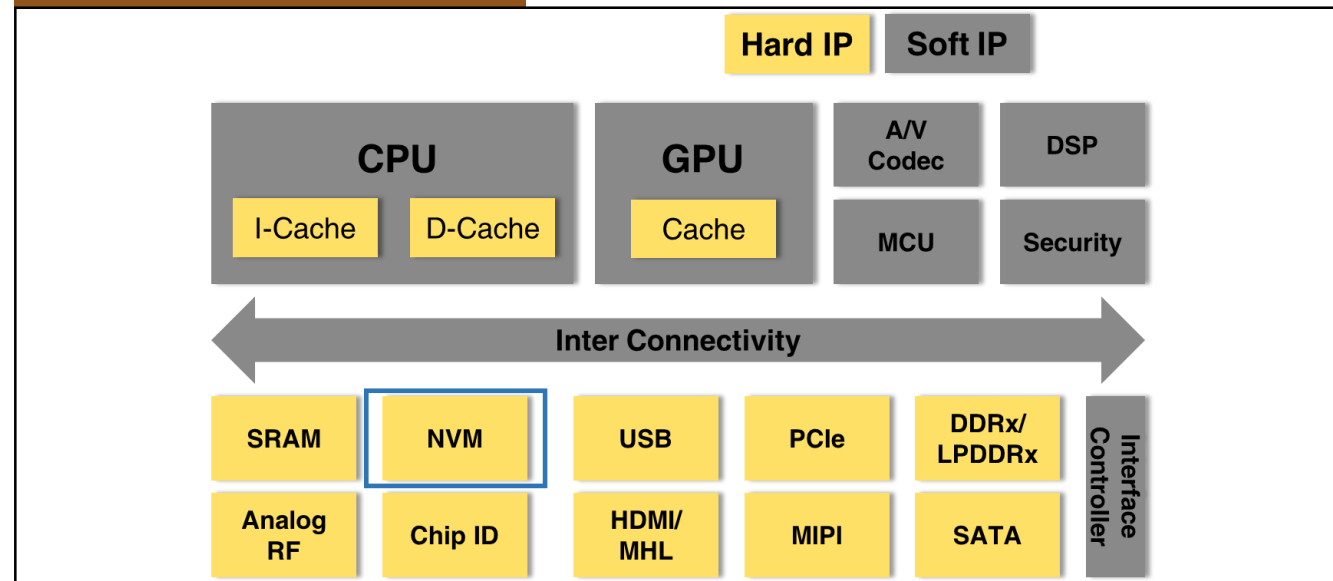 Hard IP
Soft IP
CPU
I-Cache
D-Cache
GPU
Cache
A/V
Codec
DSP
MCU
Security
Inter Connectivity
SRAM
NVM
USB
PCIe
DDRx/
LPDDRx
Interface
Controller
Analog
RF
Chip ID
HDMI/
MHL
MIPI
SATA